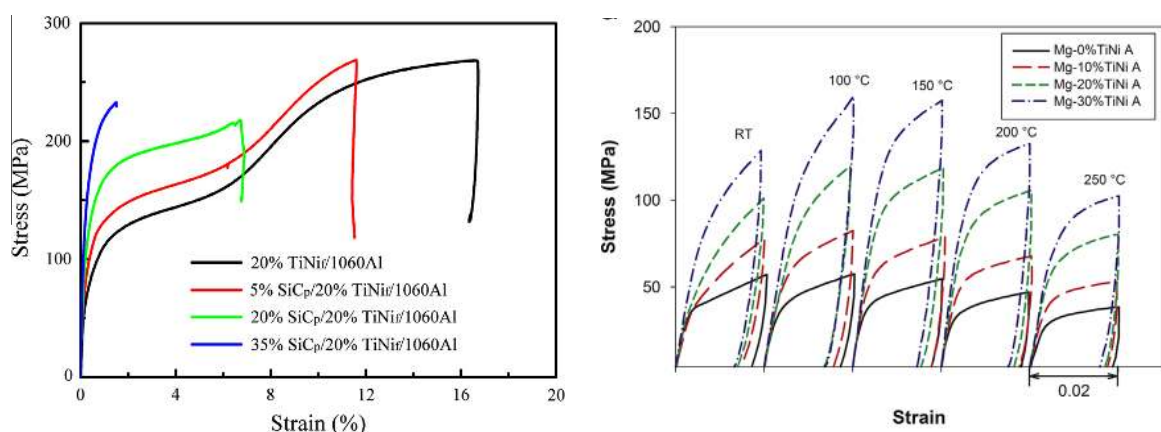 300
200
100
0
Stress (MPa)
0 4 8 12 16 20
Strain (%)
20% TiNif/1060Al
5% SiCp/20% TiNif/1060Al
20% SiCp/20% TiNif/1060Al
35% SiCp/20% TiNif/1060Al
200
150
100
50
Stress (MPa)
Mg-0%TiNi A
Mg-10%TiNi A
Mg-20%TiNi A
Mg-30%TiNi A
RT
100 °C
150 °C
200 °C
250 °C
0.02
Strain